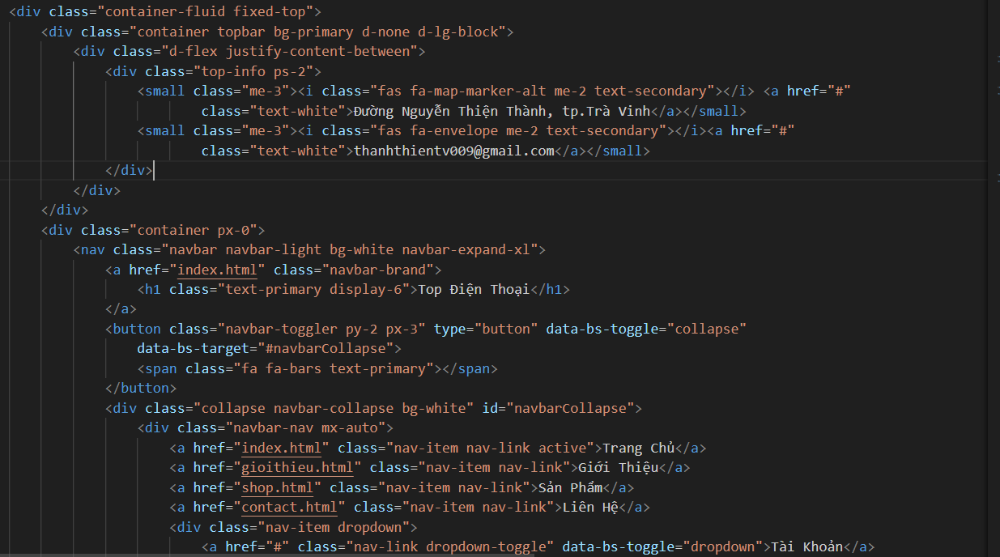 <div class="container-fluid fixed-top">
<div class="container topbar bg-primary d-none d-lg-block">
<div class="d-flex justify-content-between">
<div class="top-info ps-2">
<small class="me-3"><i class="fas fa-map-marker-alt me-2 text-secondary"></i> <a href="#"
class="text-white">Đường Nguyễn Thiện Thành, tp.Trà Vinh</a></small>
<small class="me-3"><i class="fas fa-envelope me-2 text-secondary"></i><a href="#"
class="text-white">thanhthientv009@gmail.com</a></small>
</div>
</div>
</div>
<div class="container px-0">
<nav class="navbar navbar-light bg-white navbar-expand-xl">
<a href="index.html" class="navbar-brand">
<h1 class="text-primary display-6">Top Điện Thoại</h1>
</a>
<button class="navbar-toggler py-2 px-3" type="button" data-bs-toggle="collapse"
data-bs-target="#navbarCollapse">
<span class="fa fa-bars text-primary"></span>
</button>
<div class="collapse navbar-collapse bg-white" id="navbarCollapse">
<div class="navbar-nav mx-auto">
<a href="index.html" class="nav-item nav-link active">Trang Chủ</a>
<a href="gioithieu.html" class="nav-item nav-link">Giới Thiệu</a>
<a href="shop.html" class="nav-item nav-link">Sản Phẩm</a>
<a href="contact.html" class="nav-item nav-link">Liên Hệ</a>
<div class="nav-item dropdown">
<a href="#" class="nav-link dropdown-toggle" data-bs-toggle="dropdown">Tài Khoản</a>